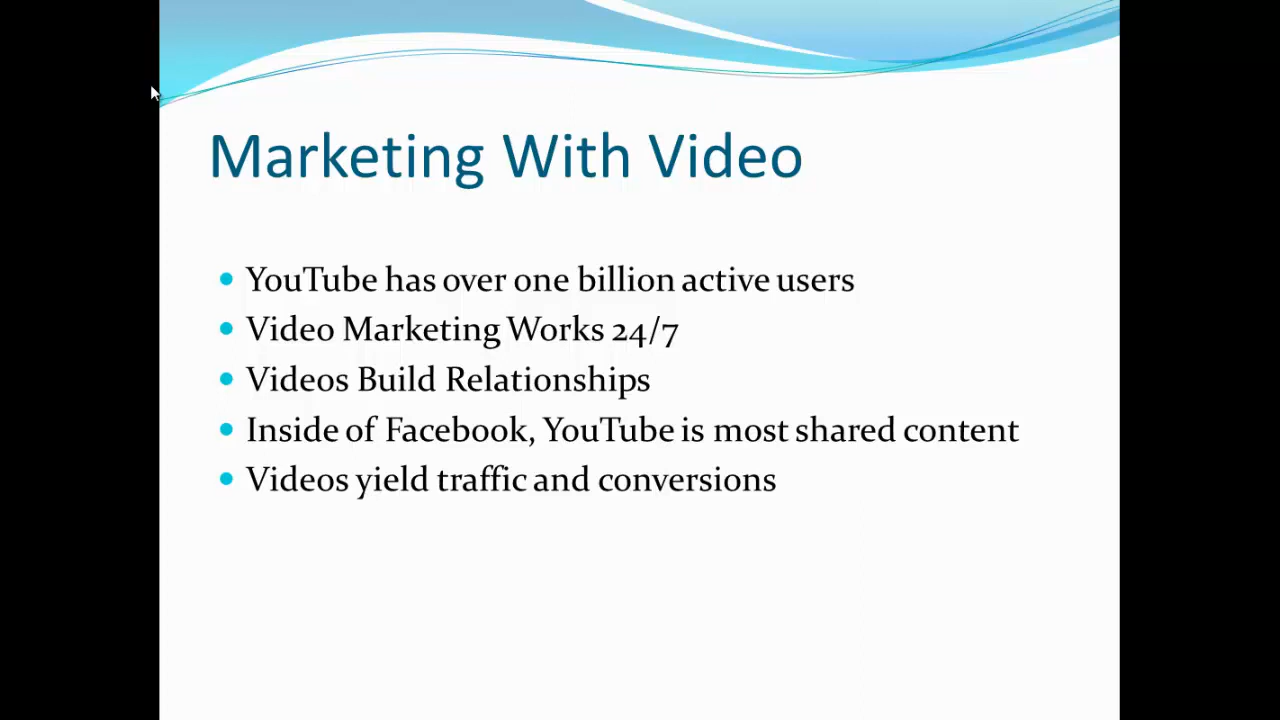 Marketing With Video
YouTube has over one billion active users
Video Marketing Works 24/7
Videos Build Relationships
Inside of Facebook, YouTube is most shared content
Videos yield traffic and conversions